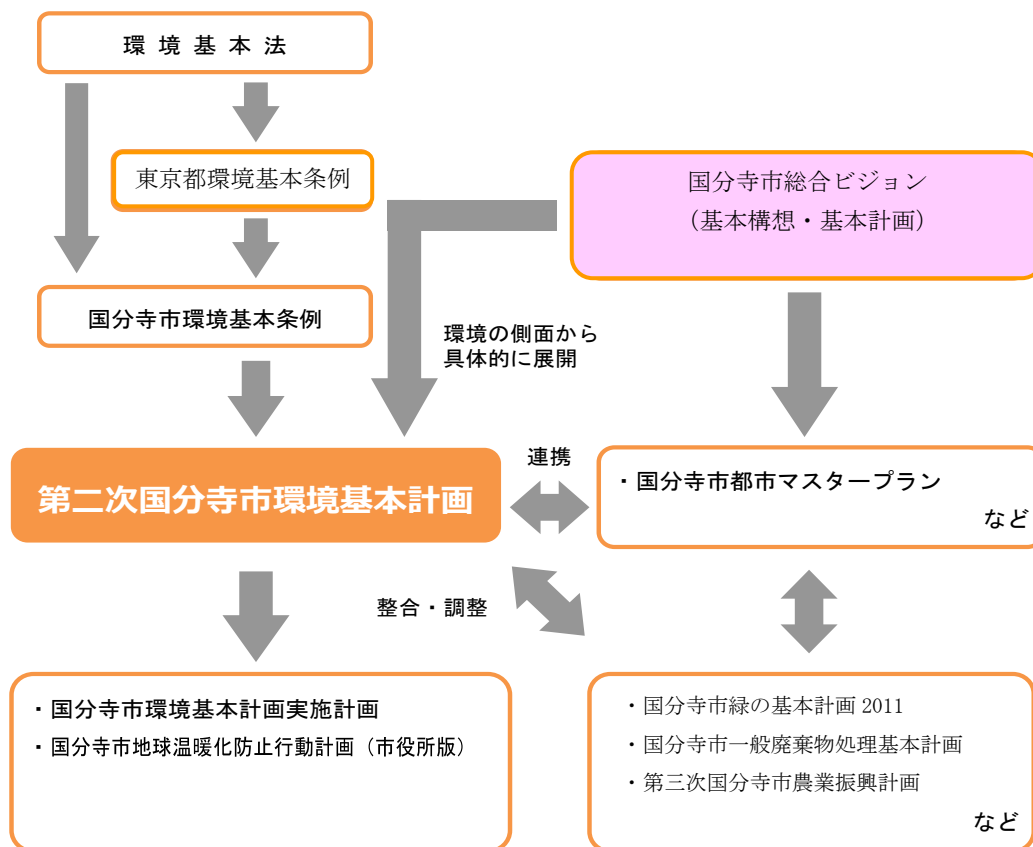 環境基本法
東京都環境基本条例
国分寺市総合ビジョン
（基本構想・基本計画）
国分寺市環境基本条例
環境の側面から
具体的に展開
第二次国分寺市環境基本計画
連携
・国分寺市都市マスタープラン
など
整合・調整
・国分寺市環境基本計画実施計画
・国分寺市地球温暖化防止行動計画（市役所版）
・国分寺市緑の基本計画 2011
・国分寺市一般廃棄物処理基本計画
・第三次国分寺市農業振興計画
など